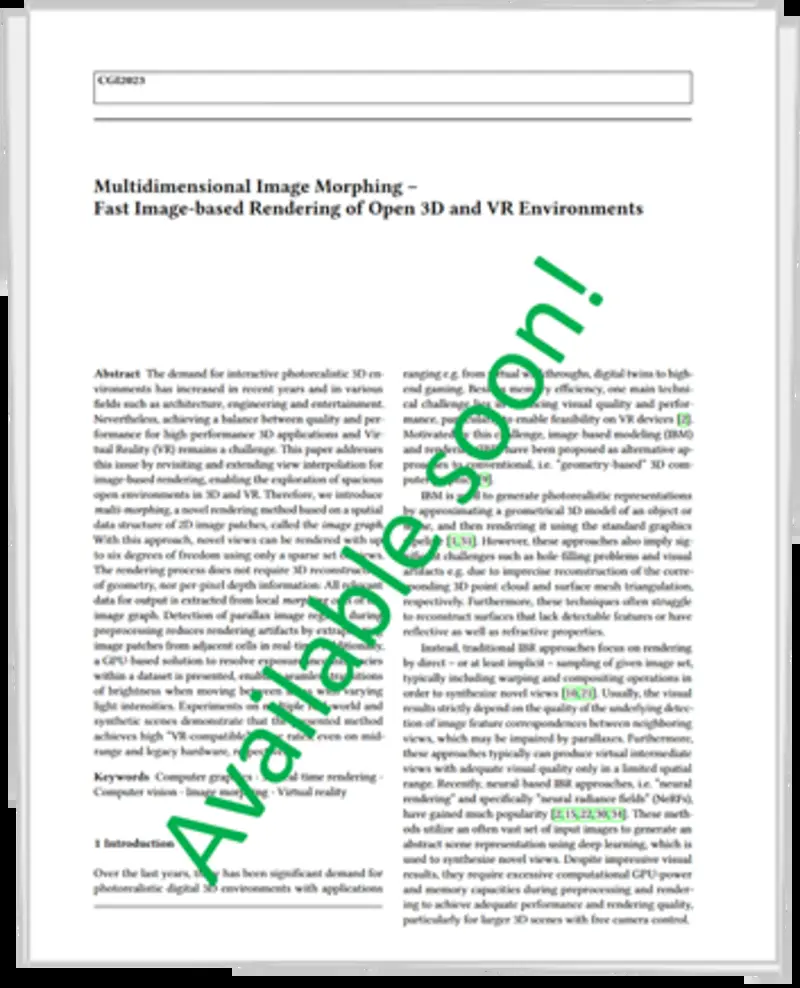 CGI2023
Multidimensional Image Morphing –
Fast Image-based Rendering of Open 3D and VR Environments
Abstract The demand for interactive photorealistic 3D en-
vironments has increased in recent years and in various
fields such as architecture, engineering and entertainment.
Nevertheless, achieving a balance between quality and per-
formance for high performance 3D applications and Vir-
tual Reality (VR) remains a challenge. This paper addresses
this issue by revisiting and extending view interpolation for
image-based rendering, enabling the exploration of spacious
open environments in 3D and VR. Therefore, we introduce
multi-morphing, a novel rendering method based on a spatial
data structure of 2D image patches, called the image graph.
With this approach, novel views can be rendered with up
to six degrees of freedom using only a sparse set of views.
The rendering process does not require 3D reconstruction
of geometry, nor per-pixel depth information: All relevant
data for output is extracted from local morphing cells of the
image graph. Detection of parallax image regions during
preprocessing reduces rendering artifacts by extrapolating
image patches from adjacent cells in real-time. Additionally,
a GPU-based solution to resolve exposure inconsistencies
within a dataset is presented, enabling seamless transitions
of brightness when moving between areas with varying
light intensities. Experiments on multiple real-world and
synthetic scenes demonstrate that the presented method
achieves high "VR-compatible" frame rates, even on mid-
range and legacy hardware, respectively.
Keywords Computer graphics · Real-time rendering ·
Computer vision · Image morphing · Virtual reality
1 Introduction
Over the last years, there has been significant demand for
photorealistic digital 3D environments with applications
ranging e.g. from virtual walkthroughs, digital twins to high-
end gaming. Besides memory efficiency, one main techni-
cal challenge lies in balancing visual quality and perfor-
mance, particularly to enable feasibility on VR devices [2].
Motivated by this challenge, image-based modeling (IBM)
and rendering (IBR) have been proposed as alternative ap-
proaches to conventional, i.e. "geometry-based" 3D com-
puter graphics
IBM is used to generate photorealistic representations
by approximating a geometrical 3D model of an object or
scene, and then rendering it using the standard graphics
pipeline However, these approaches also imply sig-
nificant challenges such as hole filling problems and visual
artifacts e.g. due to imprecise reconstruction of the corre-
sponding 3D point cloud and surface mesh triangulation,
respectively. Furthermore, these techniques often struggle
to reconstruct surfaces that lack detectable features or have
reflective as well as refractive properties.
Instead, traditional IBR approaches focus on rendering
by direct – or at least implicit – sampling of given image set,
typically including warping and compositing operations in
order to synthesize novel views Usually, the visual
results strictly depend on the quality of the underlying detec-
tion of image feature correspondences between neighboring
views, which may be impaired by parallaxes. Furthermore,
these approaches typically can produce virtual intermediate
views with adequate visual quality only in a limited spatial
range. Recently, neural-based IBR approaches, i.e. "neural
rendering" and specifically "neural radiance fields" (NeRFs),
have gained much popularity These meth-
ods utilize an often vast set of input images to generate an
abstract scene representation using deep learning, which is
used to synthesize novel views. Despite impressive visual
results, they require excessive computational GPU-power
and memory capacities during preprocessing and render-
ing to achieve adequate performance and rendering quality,
particularly for larger 3D scenes with free camera control.
Available soon!